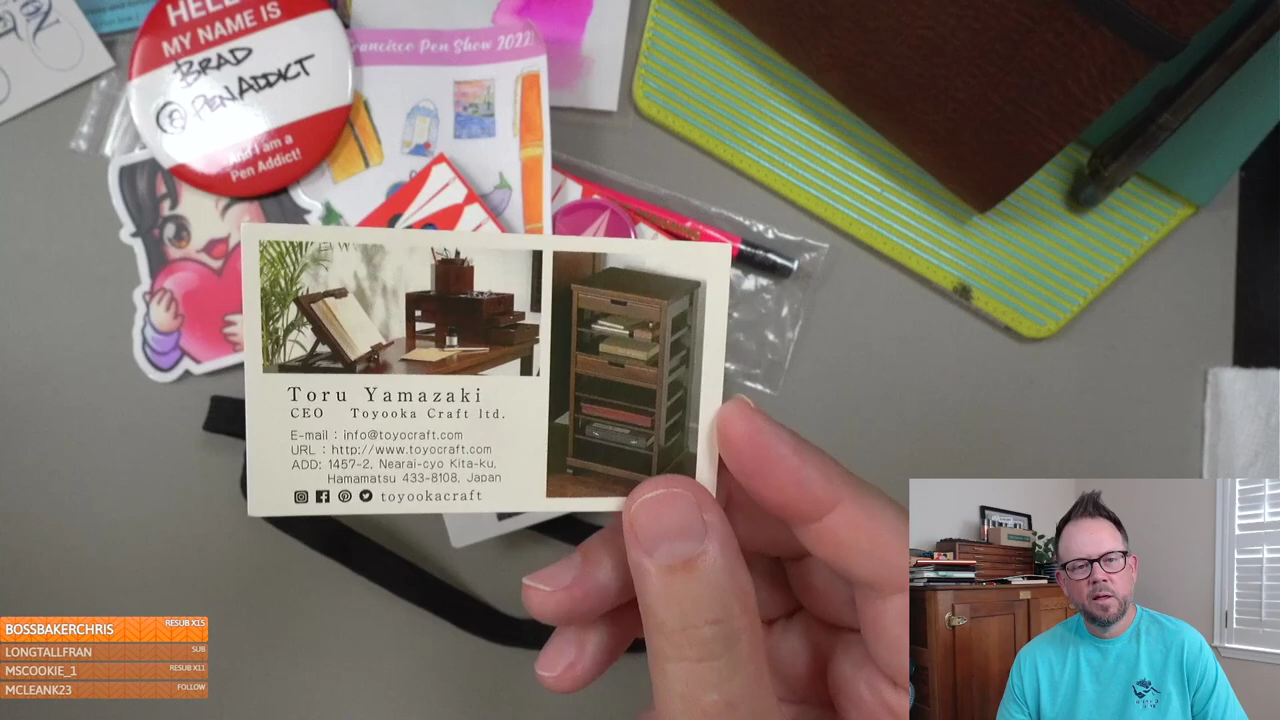 HELLO
MY NAME IS
BRAD
@PENADDICT
And I am a
Pen Addict!
Francisco Pen Show 2022
Toru Yamazaki
CEO Toyooka Craft ltd.
E-mail : info@toyocraft.com
URL : http://www.toyocraft.com
ADD: 1457-2, Nearai-cyo Kita-ku,
Hamamatsu 433-8108, Japan
toyookacraft
BOSSBAKERCHRIS RESUB X15
LONGTALLFRAN SUB
MSCOOKIE_1 RESUB X11
MCLEANK23 FOLLOW